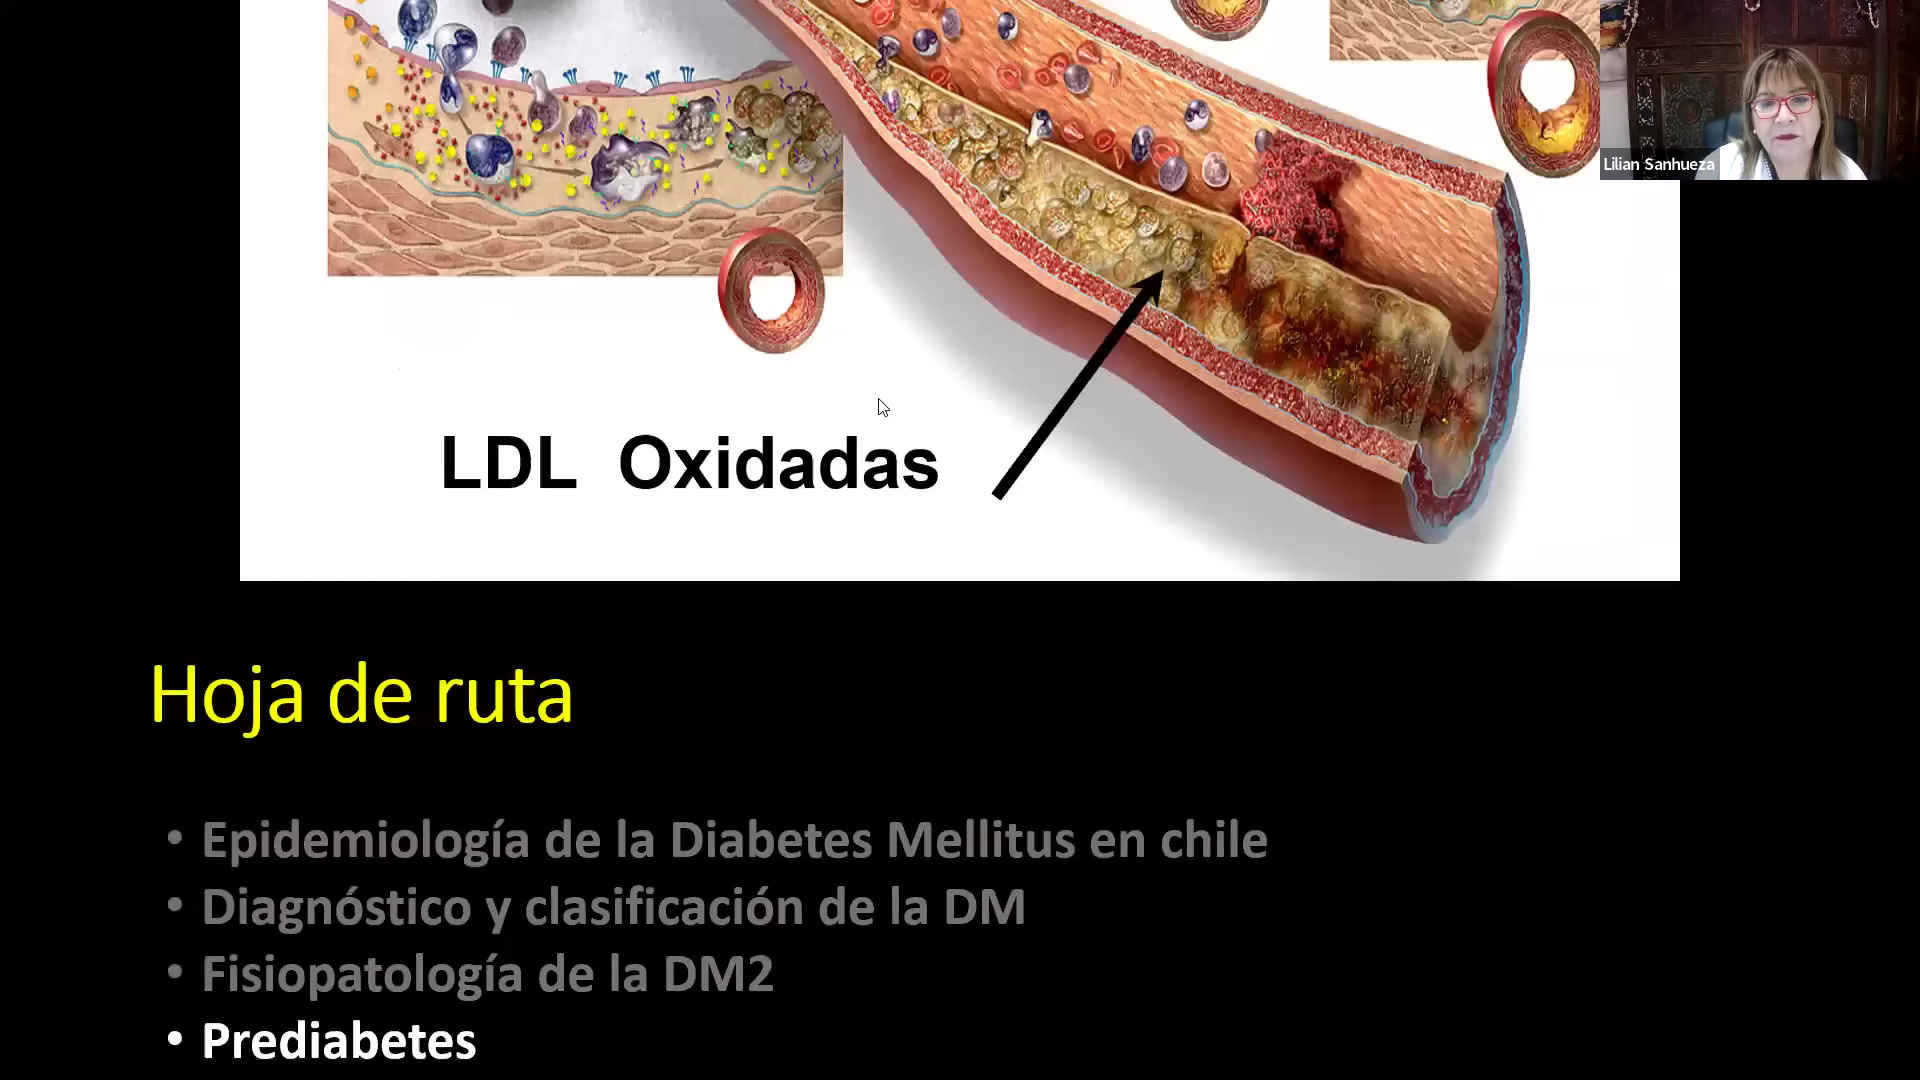 Lilian Sanhueza
LDL Oxidadas
Hoja de ruta
• Epidemiología de la Diabetes Mellitus en chile
• Diagnóstico y clasificación de la DM
• Fisiopatología de la DM2
• Prediabetes